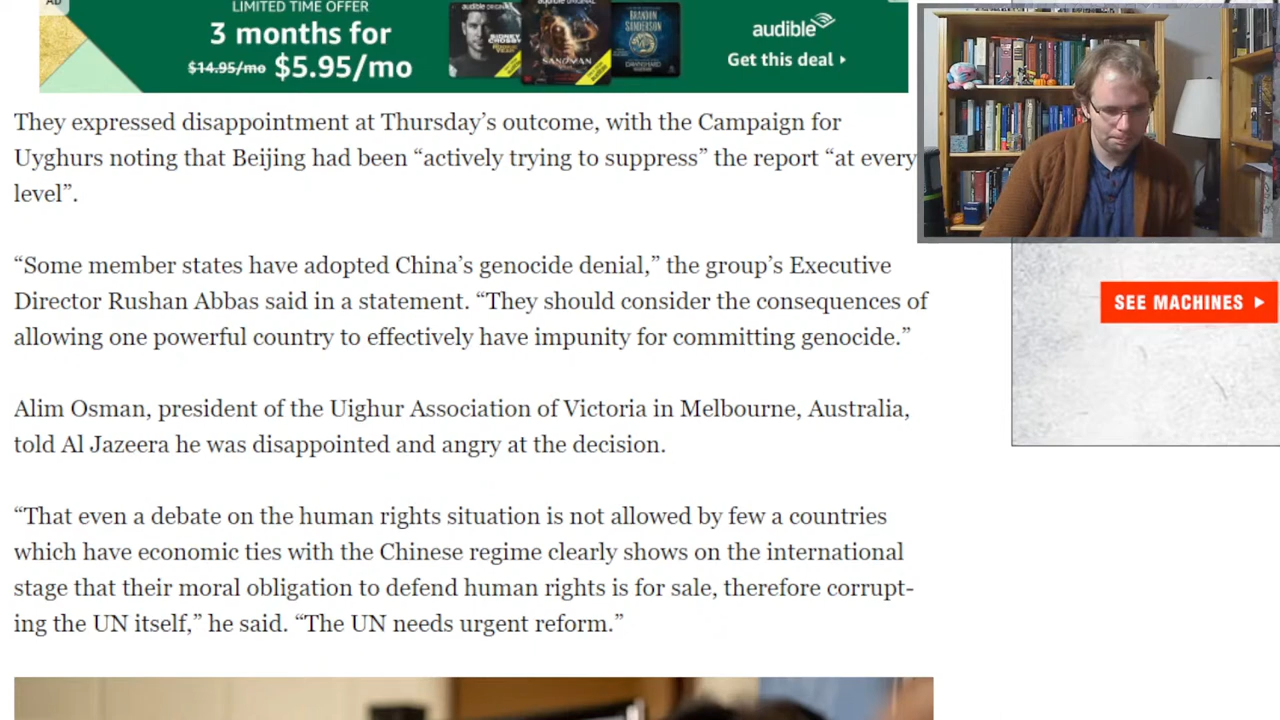 AD
LIMITED TIME OFFER
3 months for
$14.95/mo $5.95/mo
audible
Get this deal
SANDMAN
BRANDON
SANDERSON
They expressed disappointment at Thursday’s outcome, with the Campaign for
Uyghurs noting that Beijing had been “actively trying to suppress” the report “at every
level”.
“Some member states have adopted China’s genocide denial,” the group’s Executive
Director Rushan Abbas said in a statement. “They should consider the consequences of
allowing one powerful country to effectively have impunity for committing genocide.”
SEE MACHINES
Alim Osman, president of the Uighur Association of Victoria in Melbourne, Australia,
told Al Jazeera he was disappointed and angry at the decision.
“That even a debate on the human rights situation is not allowed by few a countries
which have economic ties with the Chinese regime clearly shows on the international
stage that their moral obligation to defend human rights is for sale, therefore corrupt-
ing the UN itself,” he said. “The UN needs urgent reform.”